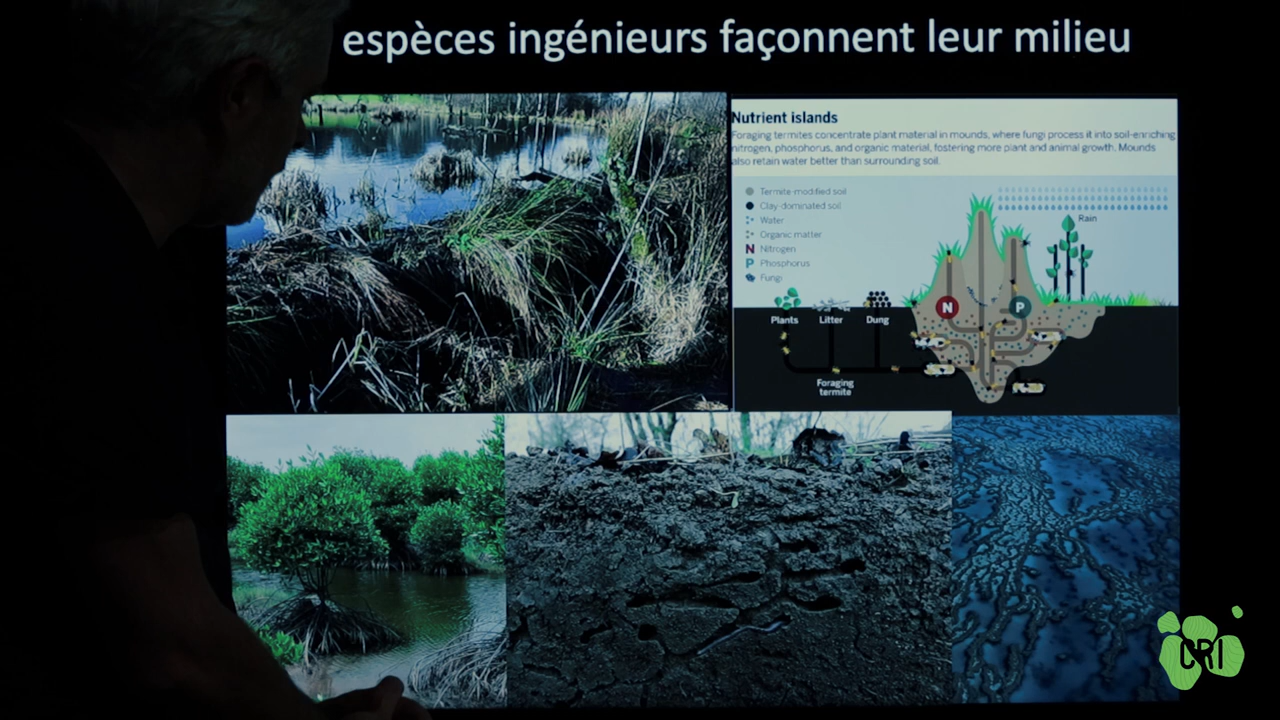 espèces ingénieurs façonnent leur milieu
Nutrient islands
Foraging termites concentrate plant material in mounds, where fungi process it into soil-enriching
nitrogen, phosphorus, and organic material, fostering more plant and animal growth. Mounds
also retain water better than surrounding soil.
Termite-modified soil
Clay-dominated soil
Water
Organic matter
N Nitrogen
P Phosphorus
Fungi
Rain
N
P
Plants
Litter
Dung
Foraging
termite
CRI